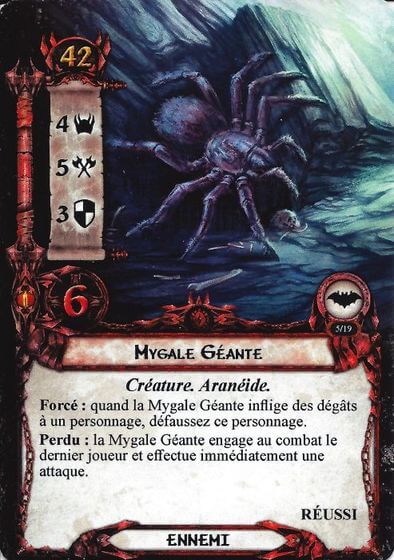 42
4
5
3
6
5/19
Mygale Géante
Créature. Aranéide.
Forcé : quand la Mygale Géante inflige des dégâts
à un personnage, défaussez ce personnage.
Perdu : la Mygale Géante engage au combat le
dernier joueur et effectue immédiatement une
attaque.
RÉUSSI
ENNEMI